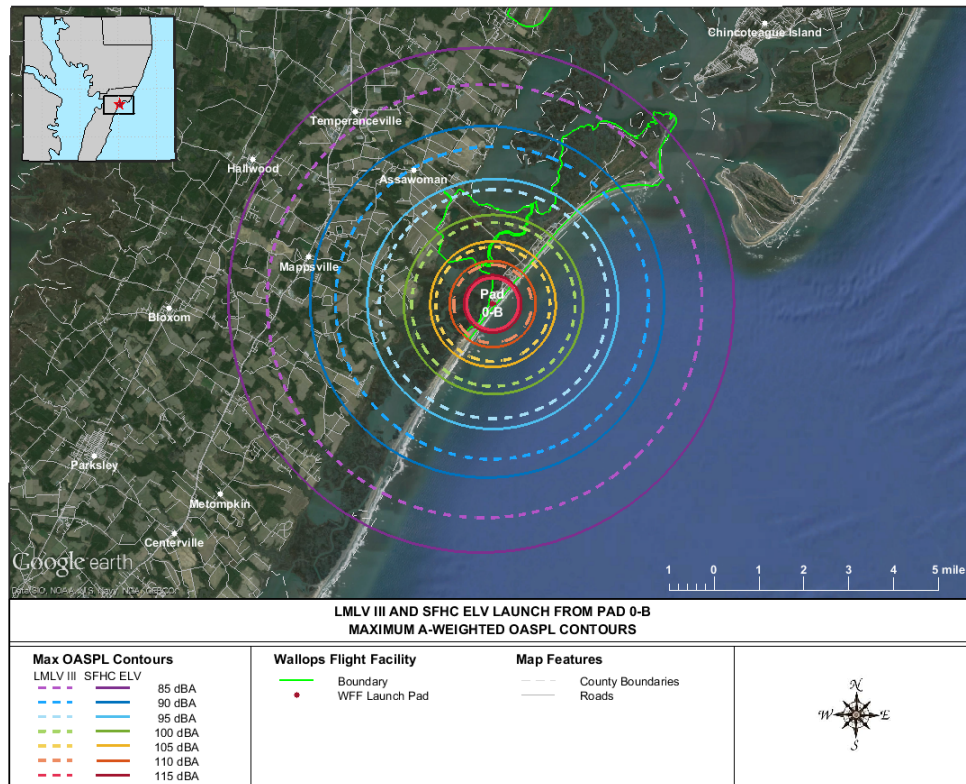 Chincoteague Island
Temperanceville
Hallwood
Assawoman
Mappsville
Pad
0-B
Bloxom
Parksley
Metompkin
Centerville
Google earth
1 0 1 2 3 4 5 miles
LMLV III AND SFHC ELV LAUNCH FROM PAD 0-B
MAXIMUM A-WEIGHTED OASPL CONTOURS
Max OASPL Contours
LMLV III SFHC ELV
85 dBA
90 dBA
95 dBA
100 dBA
105 dBA
110 dBA
115 dBA
Wallops Flight Facility
Boundary
WFF Launch Pad
Map Features
County Boundaries
Roads
N
W E
S